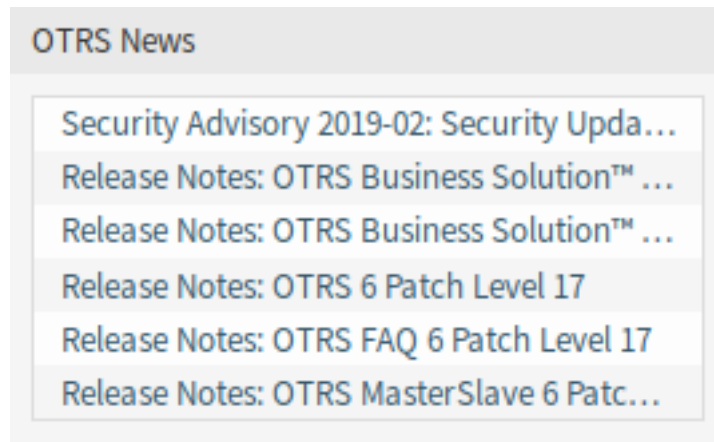 OTRS News
Security Advisory 2019-02: Security Upda...
Release Notes: OTRS Business Solution™ ...
Release Notes: OTRS Business Solution™ ...
Release Notes: OTRS 6 Patch Level 17
Release Notes: OTRS FAQ 6 Patch Level 17
Release Notes: OTRS MasterSlave 6 Patc...